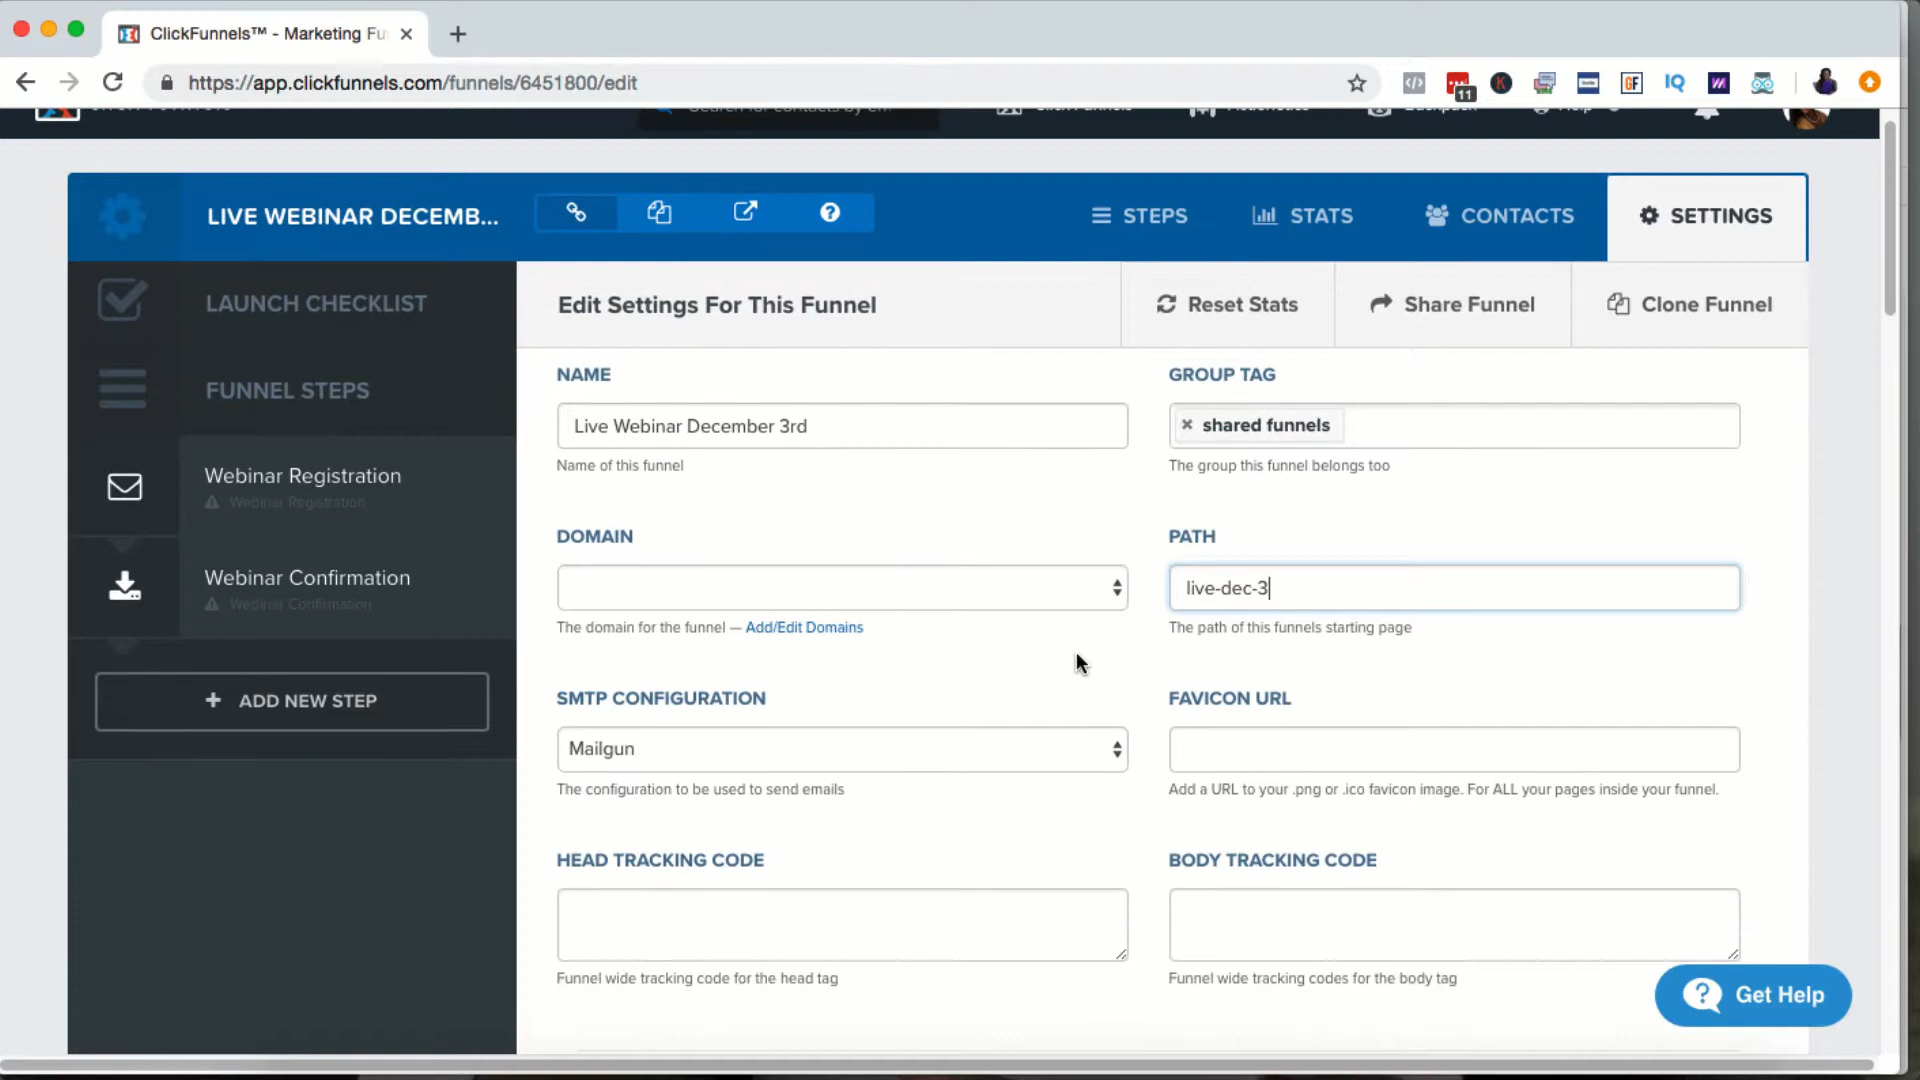 ClickFunnels™ - Marketing Fu
https://app.clickfunnels.com/funnels/6451800/edit
11
GF
IQ
LIVE WEBINAR DECEMB...
STEPS
STATS
CONTACTS
SETTINGS
LAUNCH CHECKLIST
FUNNEL STEPS
Webinar Registration
Webinar Registration
Webinar Confirmation
Webinar Confirmation
+ ADD NEW STEP
Edit Settings For This Funnel
Reset Stats
Share Funnel
Clone Funnel
NAME
Live Webinar December 3rd
Name of this funnel
GROUP TAG
× shared funnels
The group this funnel belongs too
DOMAIN
The domain for the funnel — Add/Edit Domains
PATH
live-dec-3
The path of this funnels starting page
SMTP CONFIGURATION
Mailgun
The configuration to be used to send emails
FAVICON URL
Add a URL to your .png or .ico favicon image. For ALL your pages inside your funnel.
HEAD TRACKING CODE
Funnel wide tracking code for the head tag
BODY TRACKING CODE
Funnel wide tracking codes for the body tag
Get Help